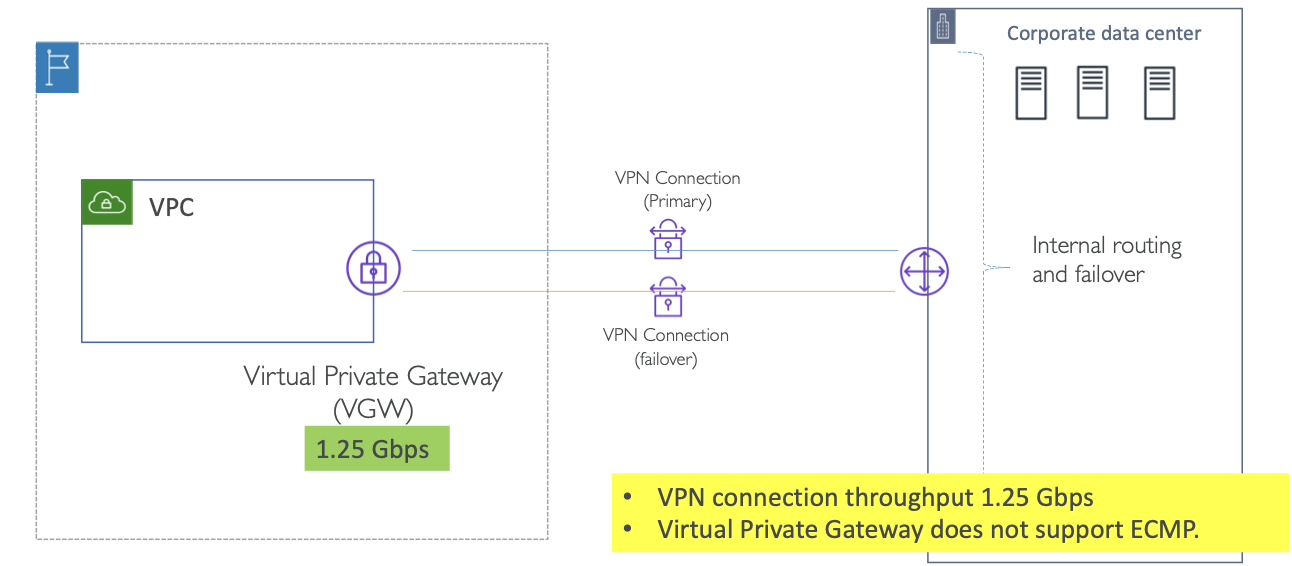 Corporate data center
VPC
VPN Connection
(Primary)
Internal routing
and failover
VPN Connection
(failover)
Virtual Private Gateway
(VGW)
1.25 Gbps
• VPN connection throughput 1.25 Gbps
• Virtual Private Gateway does not support ECMP.